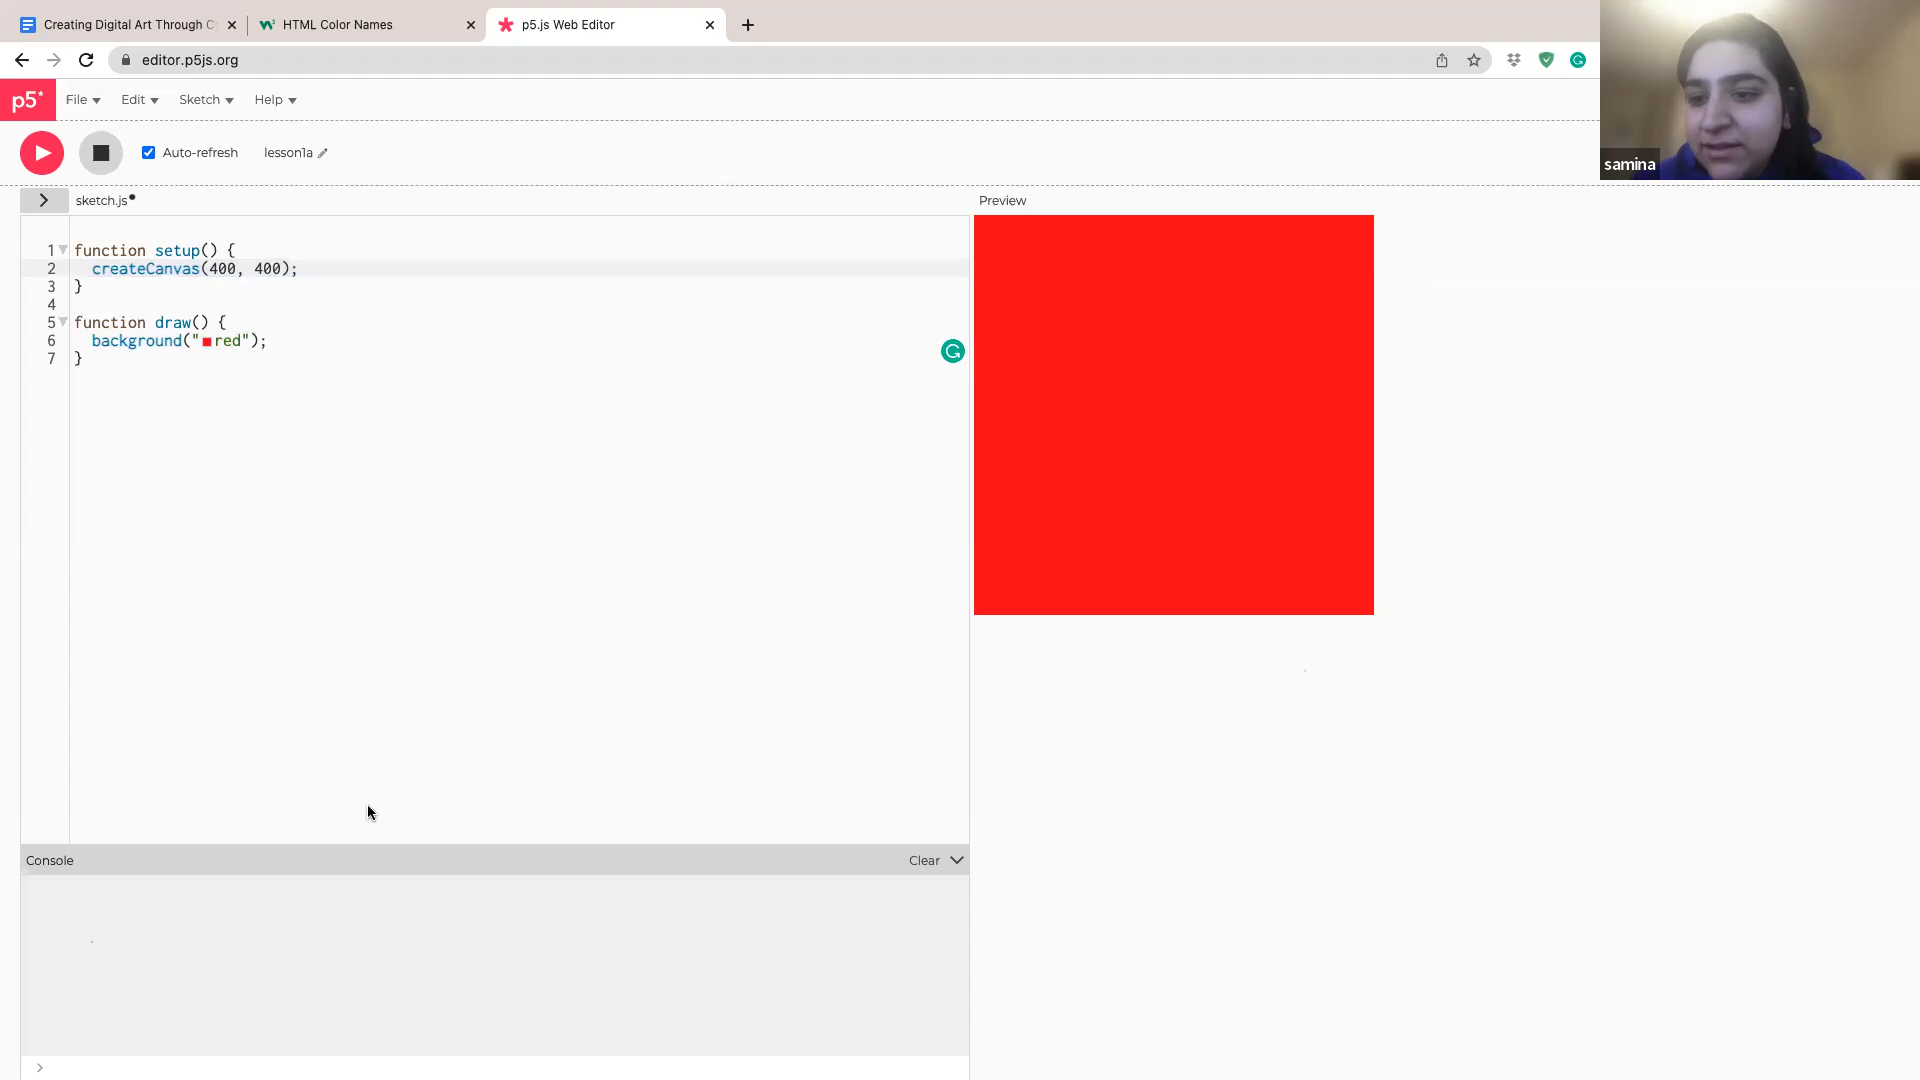 Creating Digital Art Through C
HTML Color Names
p5.js Web Editor
editor.p5js.org
p5*
File
Edit
Sketch
Help
Auto-refresh
lesson1a
samina
sketch.js
Preview
1 function setup() {
2 createCanvas(400, 400);
3 }
4
5 function draw() {
6 background("red");
7 }
Console
Clear
>